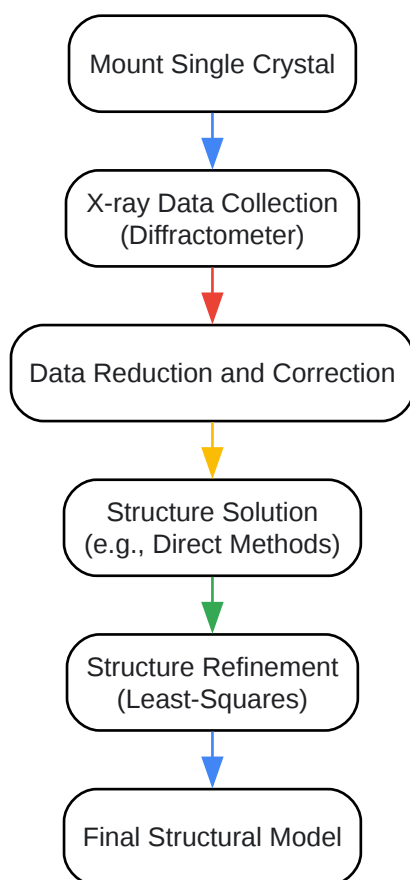 Mount Single Crystal
X-ray Data Collection
(Diffractometer)
Data Reduction and Correction
Structure Solution
(e.g., Direct Methods)
Structure Refinement
(Least-Squares)
Final Structural Model